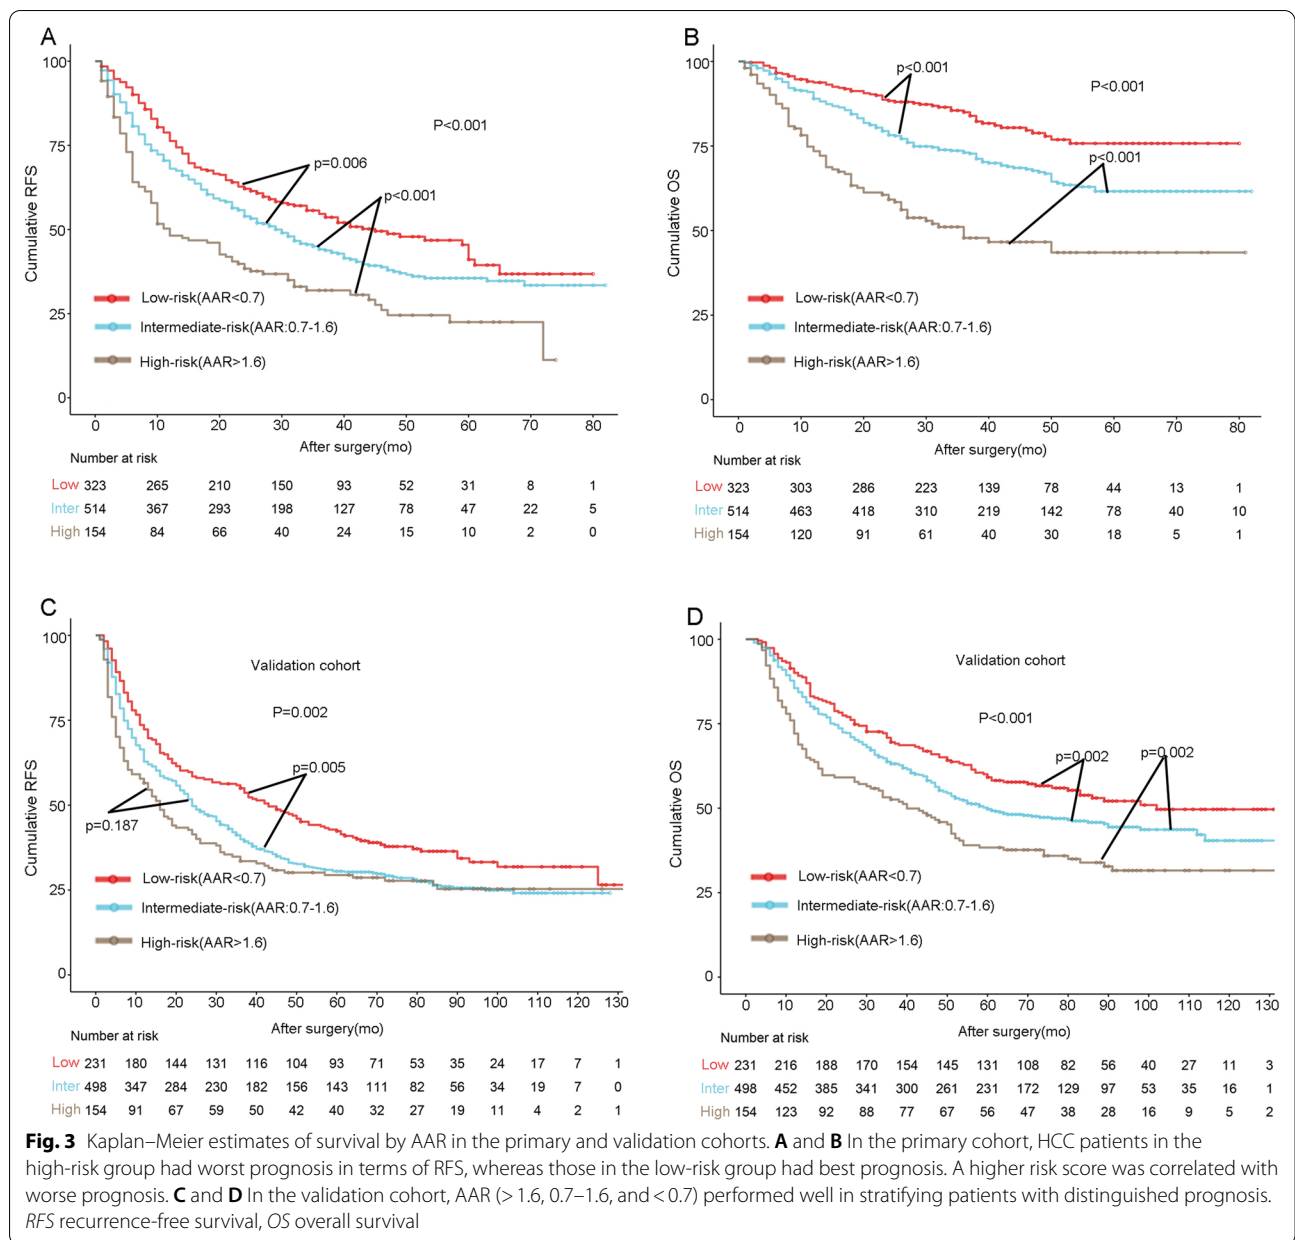 A
100
75
50
25
0
Cumulative RFS
P<0.001
p=0.006
p<0.001
Low-risk(AAR<0.7)
Intermediate-risk(AAR:0.7-1.6)
High-risk(AAR>1.6)
0 10 20 30 40 50 60 70 80
After surgery(mo)
Number at risk
Low 323 265 210 150 93 52 31 8 1
Inter 514 367 293 198 127 78 47 22 5
High 154 84 66 40 24 15 10 2 0
B
100
75
50
25
0
Cumulative OS
p<0.001
P<0.001
p<0.001
Low-risk(AAR<0.7)
Intermediate-risk(AAR:0.7-1.6)
High-risk(AAR>1.6)
0 10 20 30 40 50 60 70 80
After surgery(mo)
Number at risk
Low 323 303 286 223 139 78 44 13 1
Inter 514 463 418 310 219 142 78 40 10
High 154 120 91 61 40 30 18 5 1
C
100
75
50
25
0
Cumulative RFS
Validation cohort
P=0.002
p=0.005
p=0.187
Low-risk(AAR<0.7)
Intermediate-risk(AAR:0.7-1.6)
High-risk(AAR>1.6)
0 10 20 30 40 50 60 70 80 90 100 110 120 130
After surgery(mo)
Number at risk
Low 231 180 144 131 116 104 93 71 53 35 24 17 7 1
Inter 498 347 284 230 182 156 143 111 82 56 34 19 7 0
High 154 91 67 59 50 42 40 32 27 19 11 4 2 1
D
100
75
50
25
0
Cumulative OS
Validation cohort
P<0.001
p=0.002
p=0.002
Low-risk(AAR<0.7)
Intermediate-risk(AAR:0.7-1.6)
High-risk(AAR>1.6)
0 10 20 30 40 50 60 70 80 90 100 110 120 130
After surgery(mo)
Number at risk
Low 231 216 188 170 154 145 131 108 82 56 40 27 11 3
Inter 498 452 385 341 300 261 231 172 129 97 53 35 16 1
High 154 123 92 88 77 67 56 47 38 28 16 9 5 2
Fig. 3 Kaplan–Meier estimates of survival by AAR in the primary and validation cohorts. A and B In the primary cohort, HCC patients in the
high-risk group had worst prognosis in terms of RFS, whereas those in the low-risk group had best prognosis. A higher risk score was correlated with
worse prognosis. C and D In the validation cohort, AAR (> 1.6, 0.7–1.6, and < 0.7) performed well in stratifying patients with distinguished prognosis.
RFS recurrence-free survival, OS overall survival